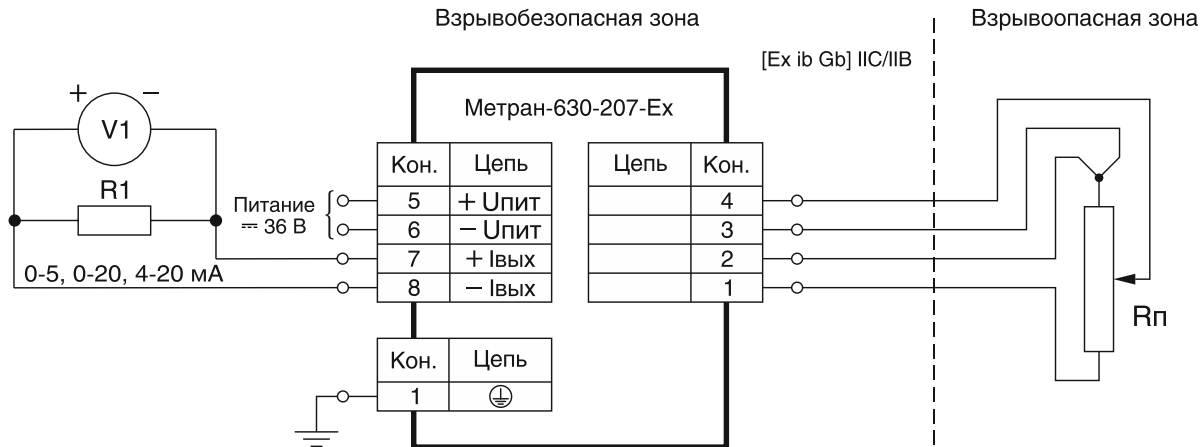 Взрывобезопасная зона
Взрывоопасная зона
[Ex ib Gb] IIC/IIB
Метран-630-207-Ex
+ −
V1
R1
Питание
⎓ 36 В
0-5, 0-20, 4-20 мА
Кон. Цепь
5 + Uпит
6 − Uпит
7 + Iвых
8 − Iвых
Цепь Кон.
4
3
2
1
Rп
Кон. Цепь
1